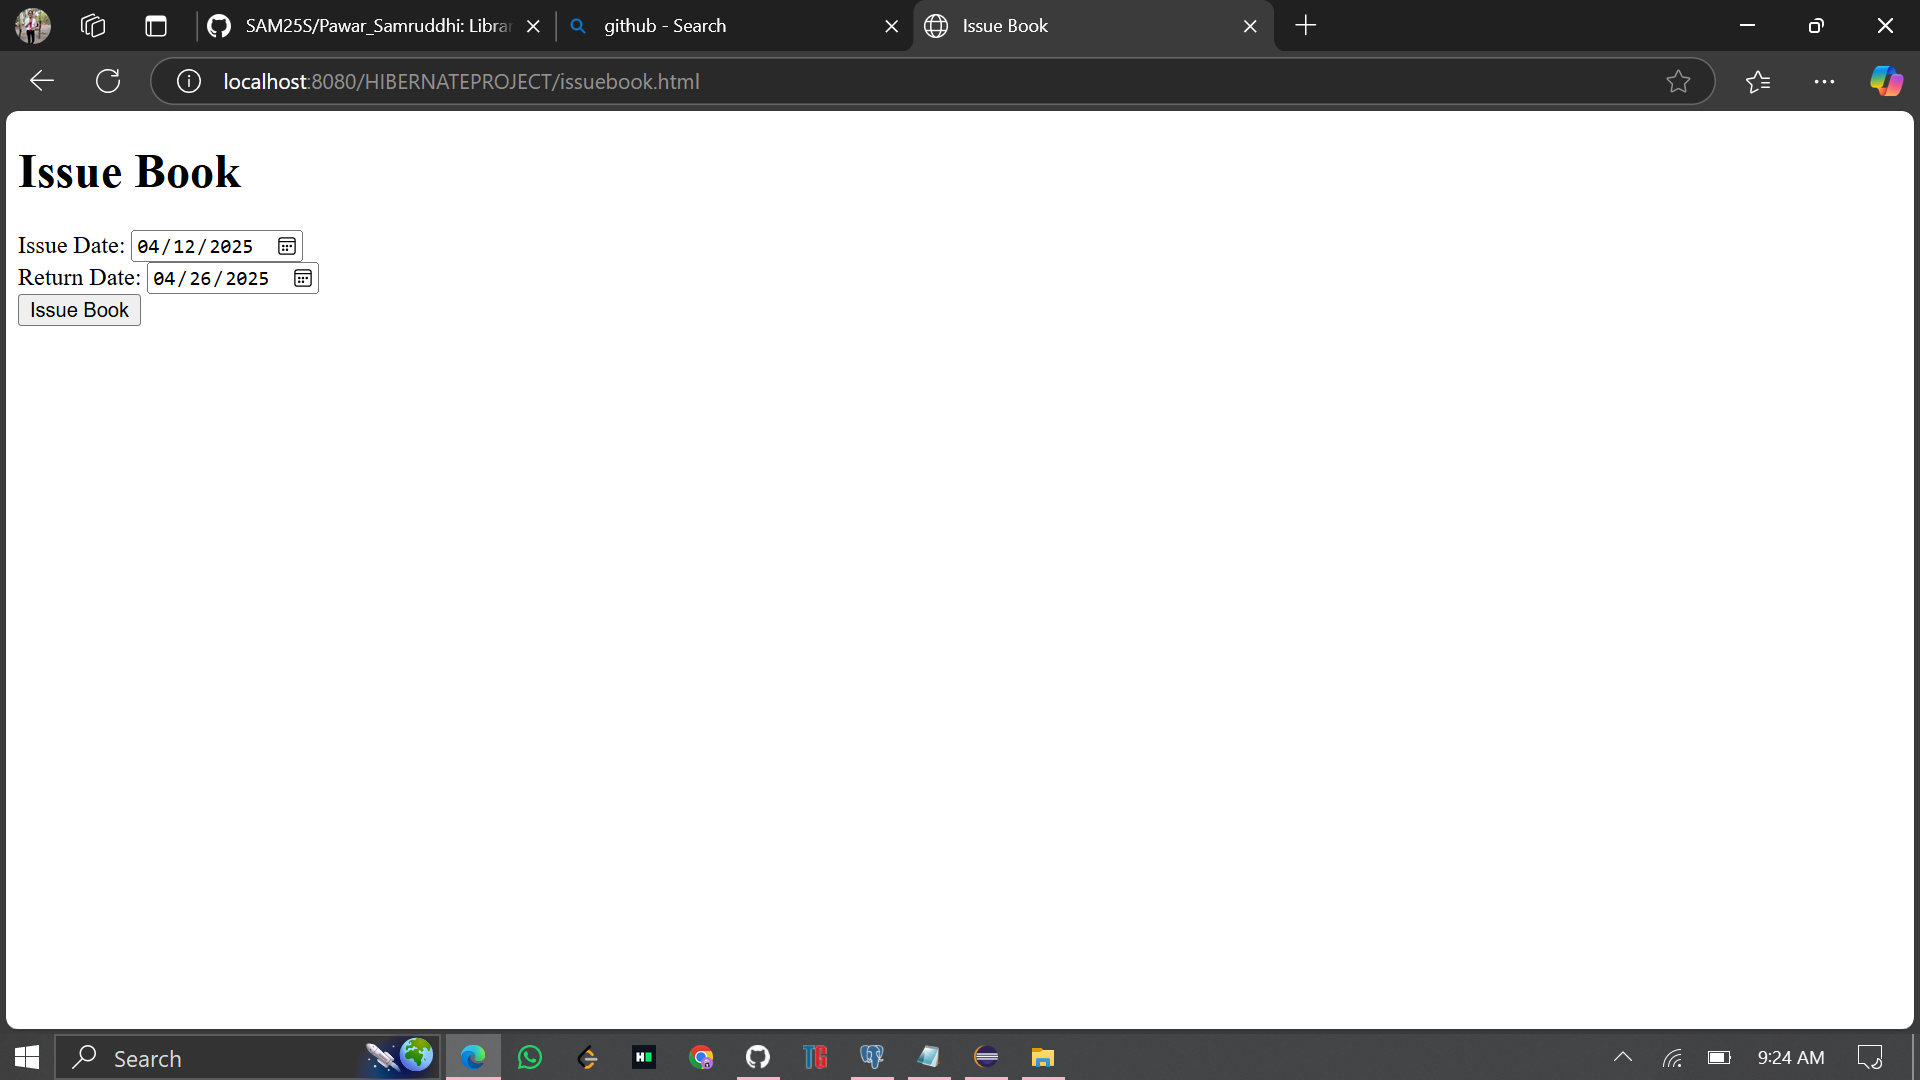 SAM25S/Pawar_Samruddhi: Librar
github - Search
Issue Book
localhost:8080/HIBERNATEPROJECT/issuebook.html
Issue Book
Issue Date: 04/12/2025
Return Date: 04/26/2025
Issue Book
Search
H
TG
9:24 AM